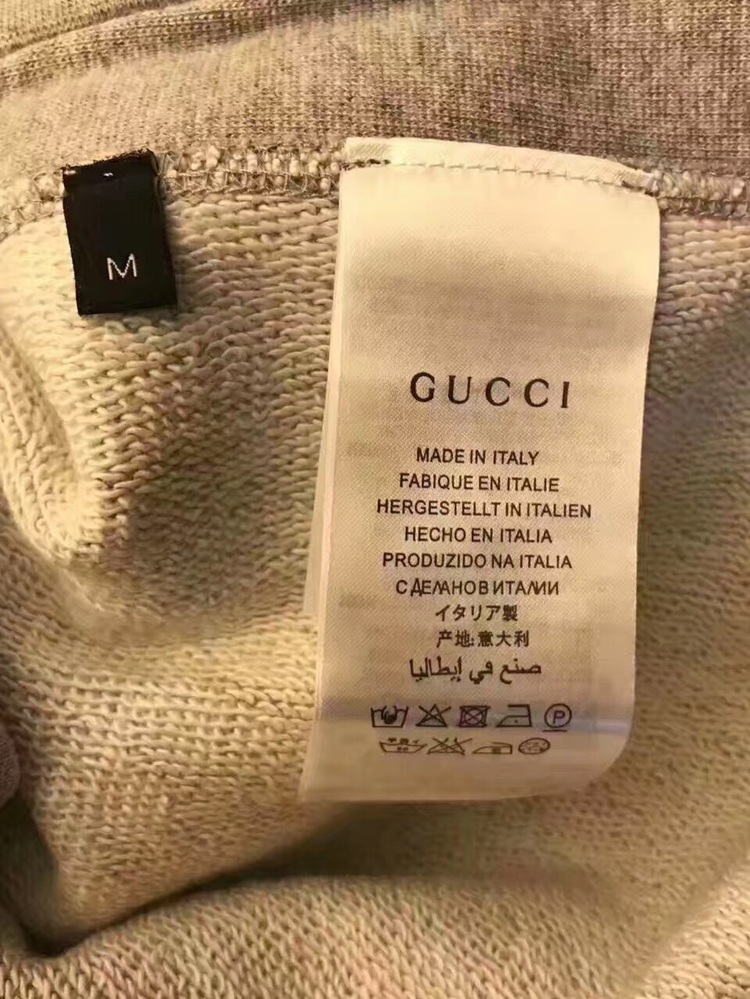 M
GUCCI
MADE IN ITALY
FABIQUE EN ITALIE
HERGESTELLT IN ITALIEN
HECHO EN ITALIA
PRODUZIDO NA ITALIA
СДЕЛАНО В ИТАЛИИ
イタリア製
产地:意大利
صنع في إيطاليا
P